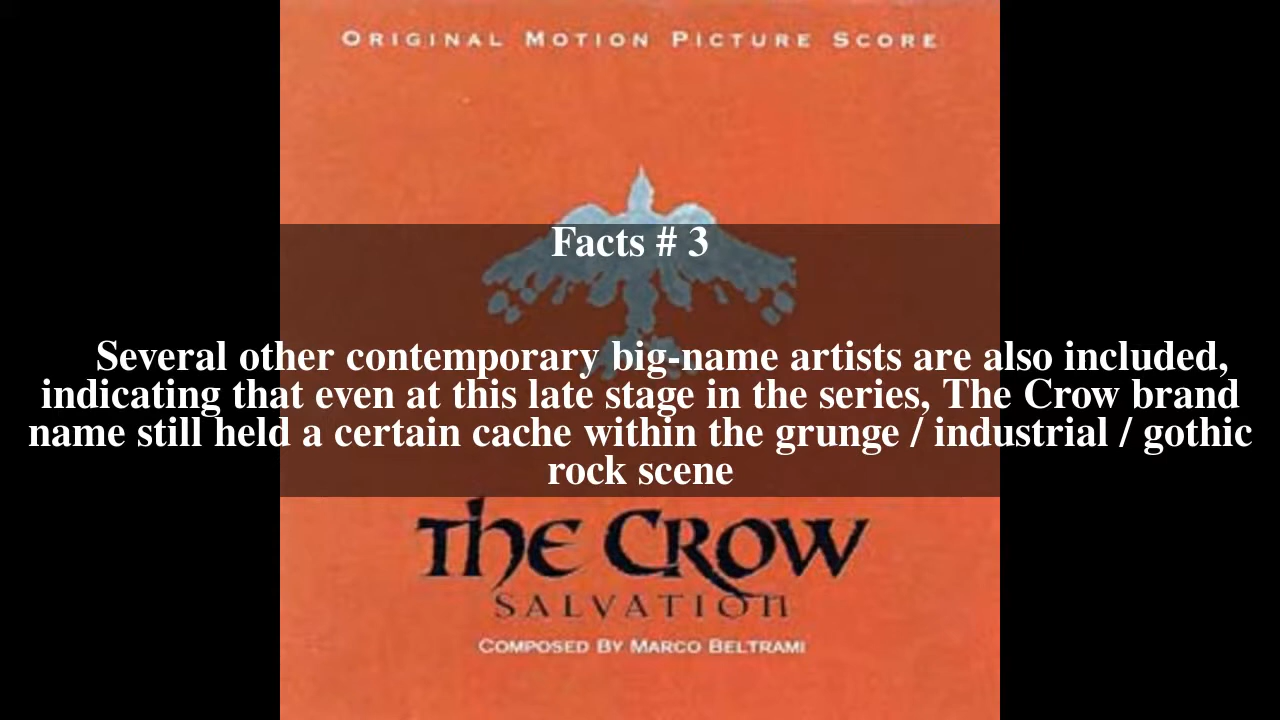 ORIGINAL MOTION PICTURE SCORE
Facts # 3
Several other contemporary big-name artists are also included,
indicating that even at this late stage in the series, The Crow brand
name still held a certain cache within the grunge / industrial / gothic
rock scene
THE CROW
SALVATION
COMPOSED BY MARCO BELTRAMI